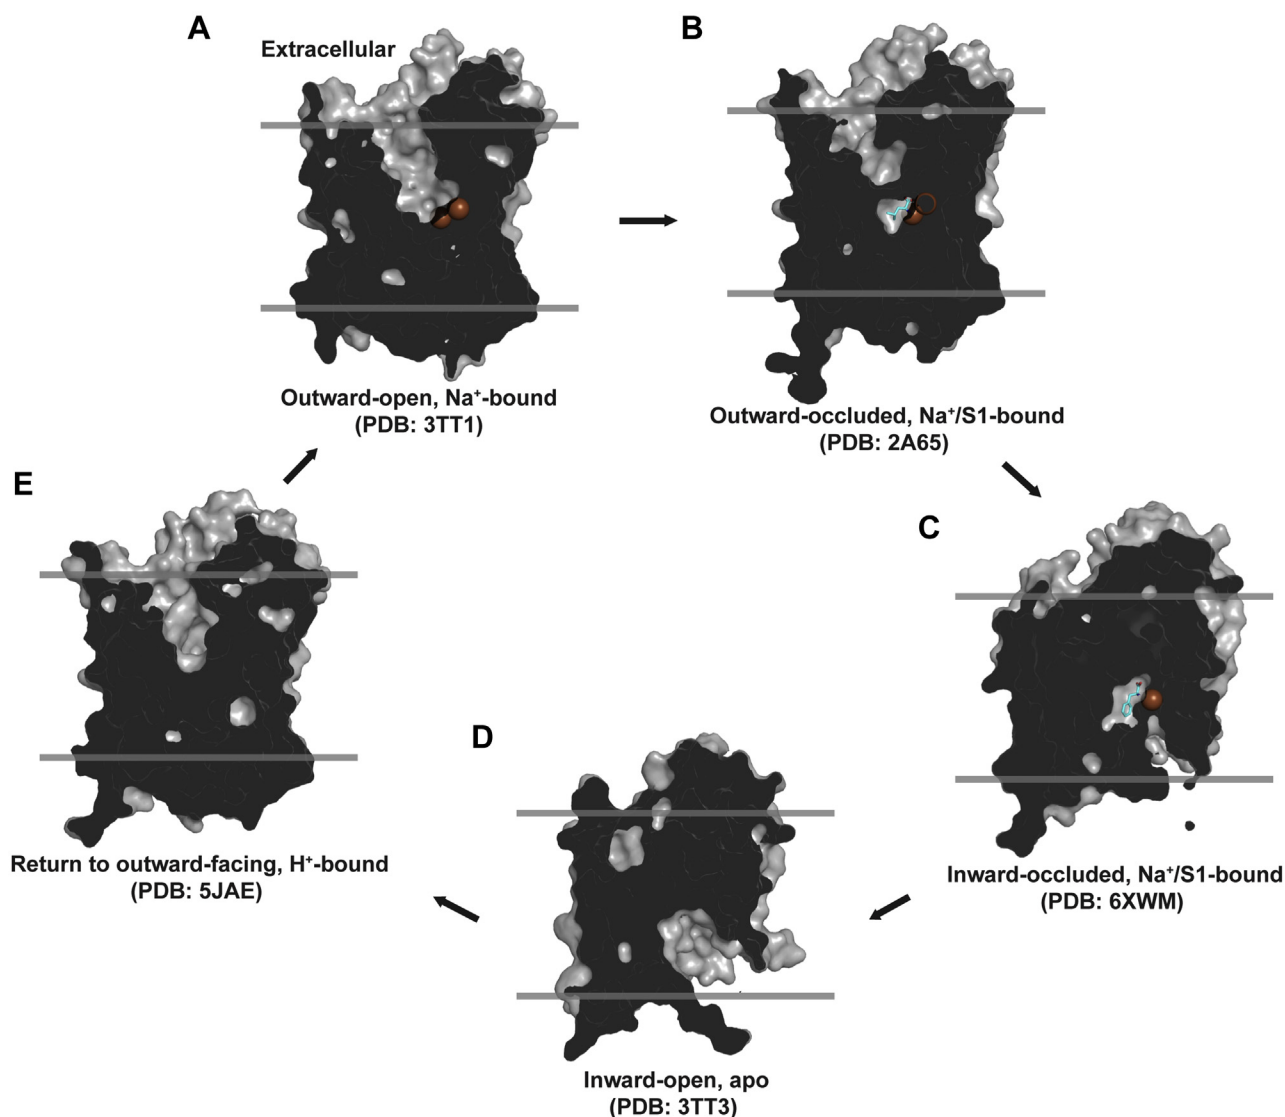 A
Extracellular
Outward-open, Na⁺-bound
(PDB: 3TT1)
B
Outward-occluded, Na⁺/S1-bound
(PDB: 2A65)
C
Inward-occluded, Na⁺/S1-bound
(PDB: 6XWM)
D
Inward-open, apo
(PDB: 3TT3)
E
Return to outward-facing, H⁺-bound
(PDB: 5JAE)